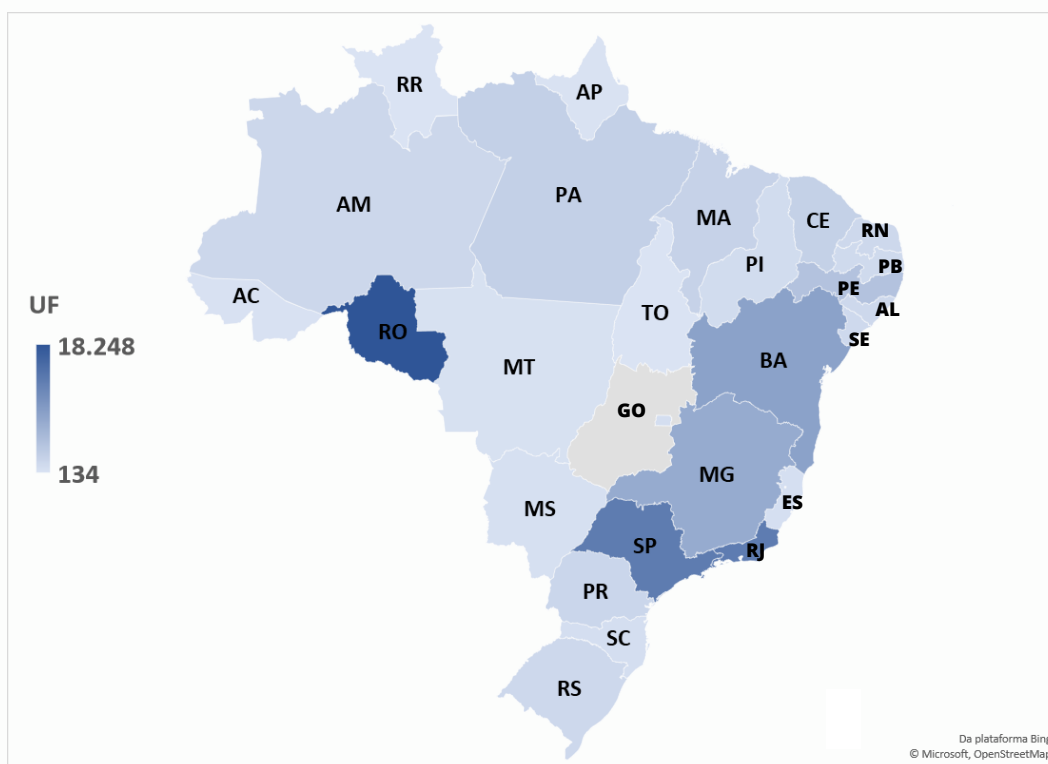 RR
AP
AM
PA
MA
CE
RN
PI
PB
PE
AC
AL
TO
SE
RO
BA
MT
GO
MG
MS
ES
SP
RJ
PR
SC
RS
UF
18.248
134
Da plataforma Bing
© Microsoft, OpenStreetMap